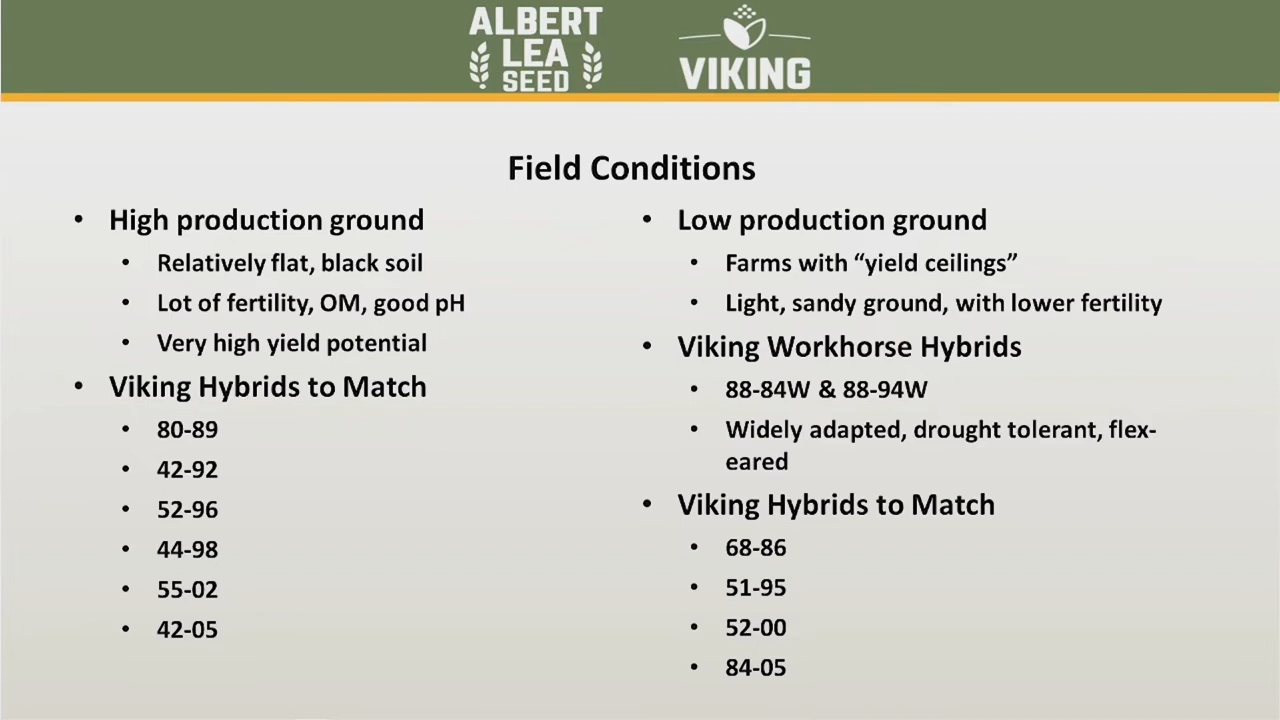 ALBERT
LEA
SEED
VIKING
Field Conditions
• High production ground
• Relatively flat, black soil
• Lot of fertility, OM, good pH
• Very high yield potential
• Viking Hybrids to Match
• 80-89
• 42-92
• 52-96
• 44-98
• 55-02
• 42-05
• Low production ground
• Farms with “yield ceilings”
• Light, sandy ground, with lower fertility
• Viking Workhorse Hybrids
• 88-84W & 88-94W
• Widely adapted, drought tolerant, flex-
eared
• Viking Hybrids to Match
• 68-86
• 51-95
• 52-00
• 84-05